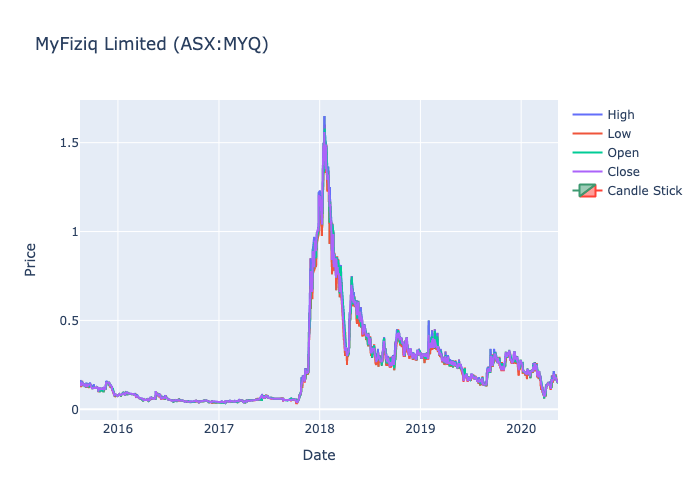 MyFiziq Limited (ASX:MYQ)
High
Low
Open
Close
Candle Stick
1.5
1
0.5
0
Price
2016 2017 2018 2019 2020
Date